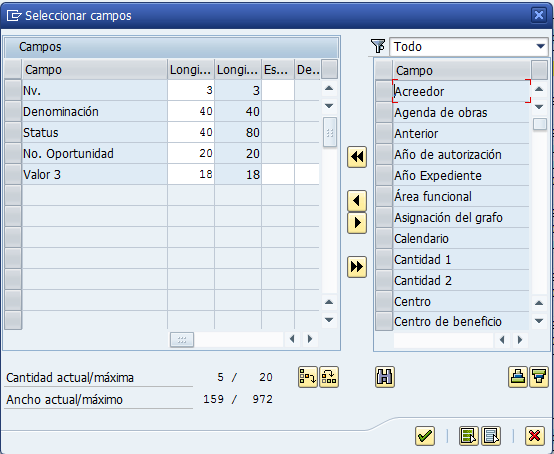 Seleccionar campos
Campos
Campo Longi... Longi... Es... De...
Nv. 3 3
Denominación 40 40
Status 40 80
No. Oportunidad 20 20
Valor 3 18 18
Todo
Campo
Acreedor
Agenda de obras
Anterior
Año de autorización
Año Expediente
Área funcional
Asignación del grafo
Calendario
Cantidad 1
Cantidad 2
Centro
Centro de beneficio
Cantidad actual/máxima 5 / 20
Ancho actual/máximo 159 / 972